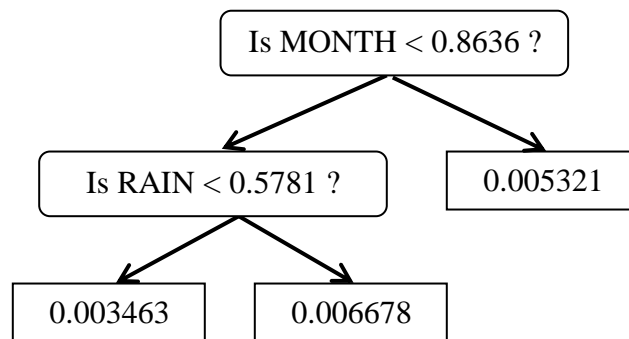 Is MONTH < 0.8636 ?
Is RAIN < 0.5781 ?
0.005321
0.003463
0.006678